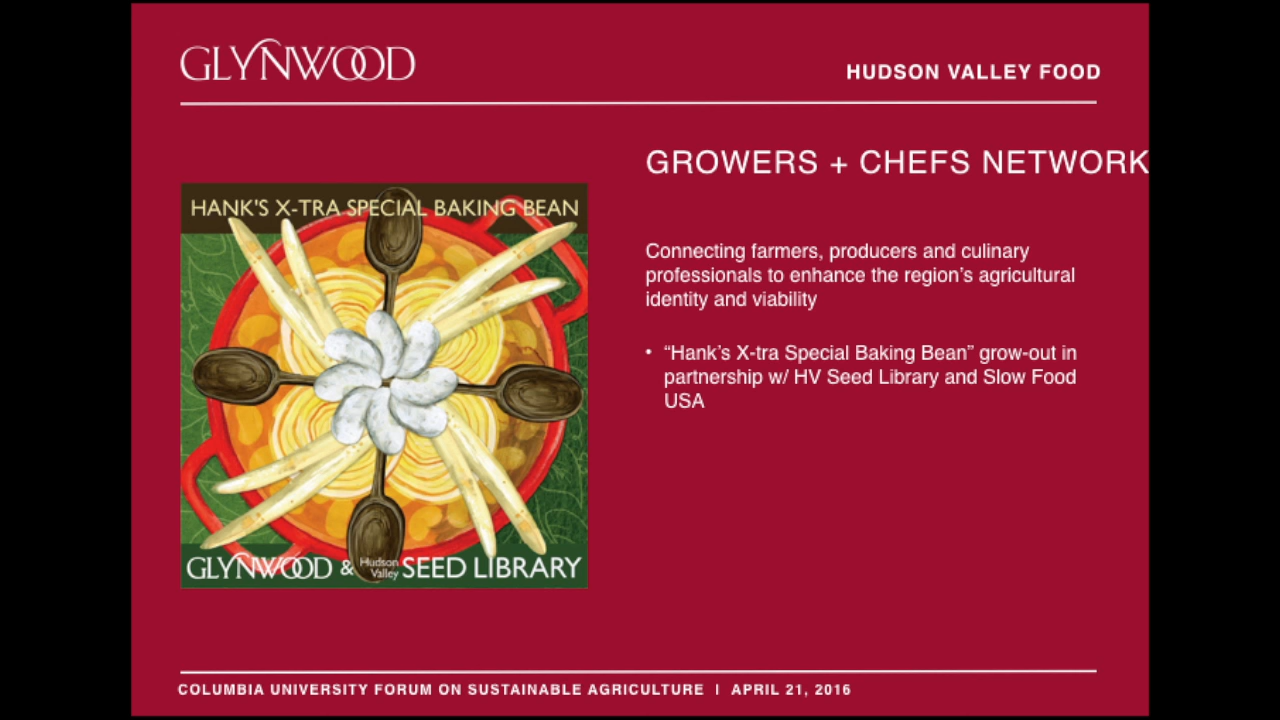 GLYNWOOD
HUDSON VALLEY FOOD
GROWERS + CHEFS NETWORK
HANK'S X-TRA SPECIAL BAKING BEAN
Connecting farmers, producers and culinary
professionals to enhance the region's agricultural
identity and viability
• “Hank's X-tra Special Baking Bean” grow-out in
partnership w/ HV Seed Library and Slow Food
USA
GLYNWOOD & Hudson Valley SEED LIBRARY
COLUMBIA UNIVERSITY FORUM ON SUSTAINABLE AGRICULTURE | APRIL 21, 2016